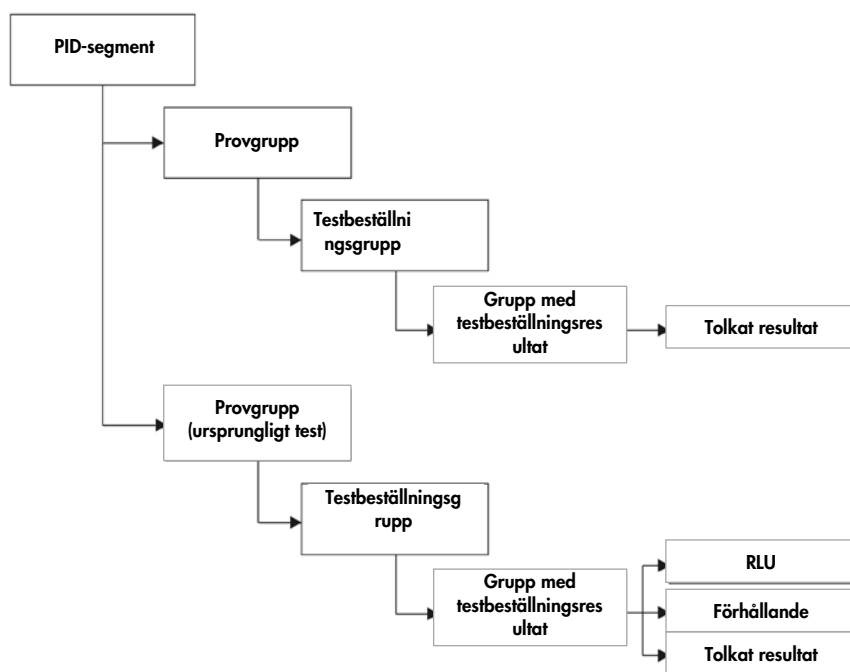 PID-segment
Provgrupp
Testbeställni
ngsgrupp
Grupp med
testbeställningsres
ultat
Tolkat resultat
Provgrupp
(ursprungligt test)
Testbeställningsg
rupp
Grupp med
testbeställningsres
ultat
RLU
Förhållande
Tolkat resultat